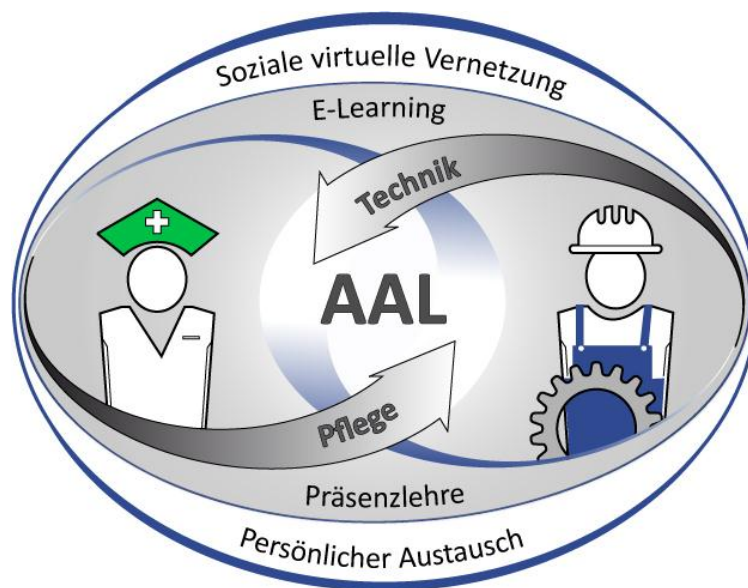 Soziale virtuelle Vernetzung
E-Learning
Technik
AAL
Pflege
Präsenzlehre
Persönlicher Austausch